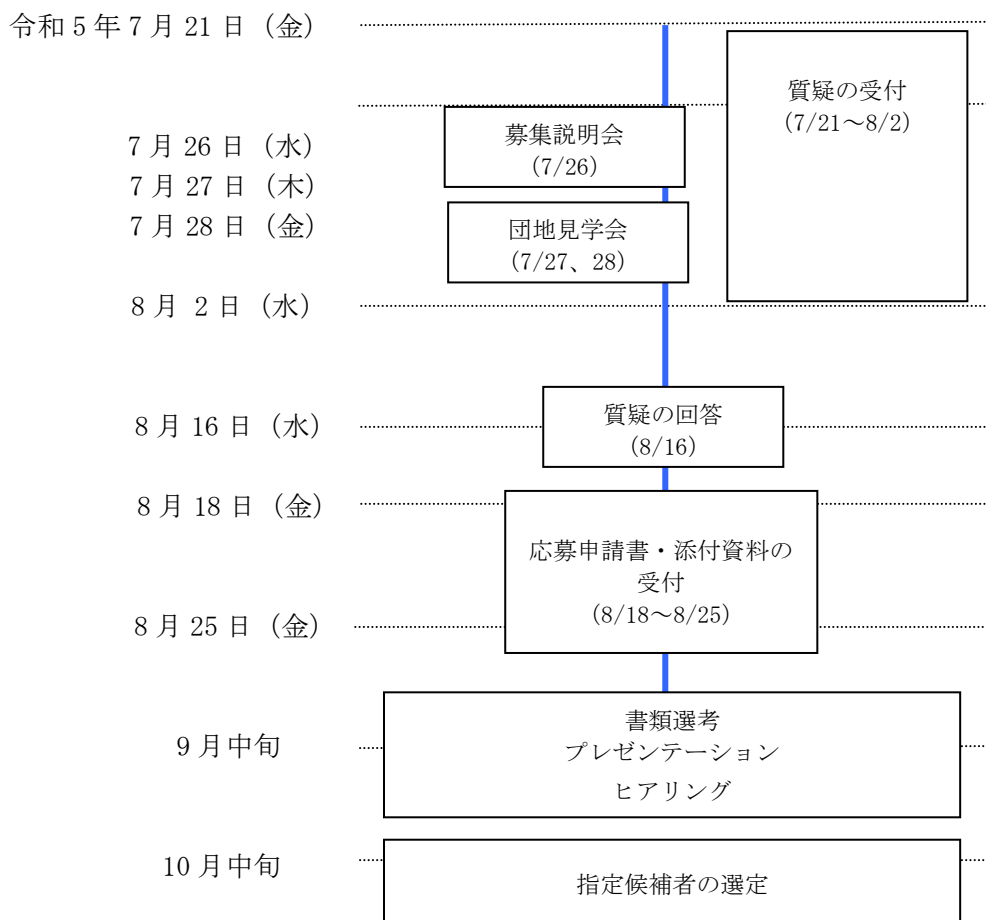 令和5年7月21日（金）
質疑の受付
(7/21～8/2)
7月26日（水）
募集説明会
(7/26)
7月27日（木）
7月28日（金）
団地見学会
(7/27、28)
8月 2日（水）
8月16日（水）
質疑の回答
(8/16)
8月18日（金）
応募申請書・添付資料の
受付
(8/18～8/25)
8月25日（金）
9月中旬
書類選考
プレゼンテーション
ヒアリング
10月中旬
指定候補者の選定